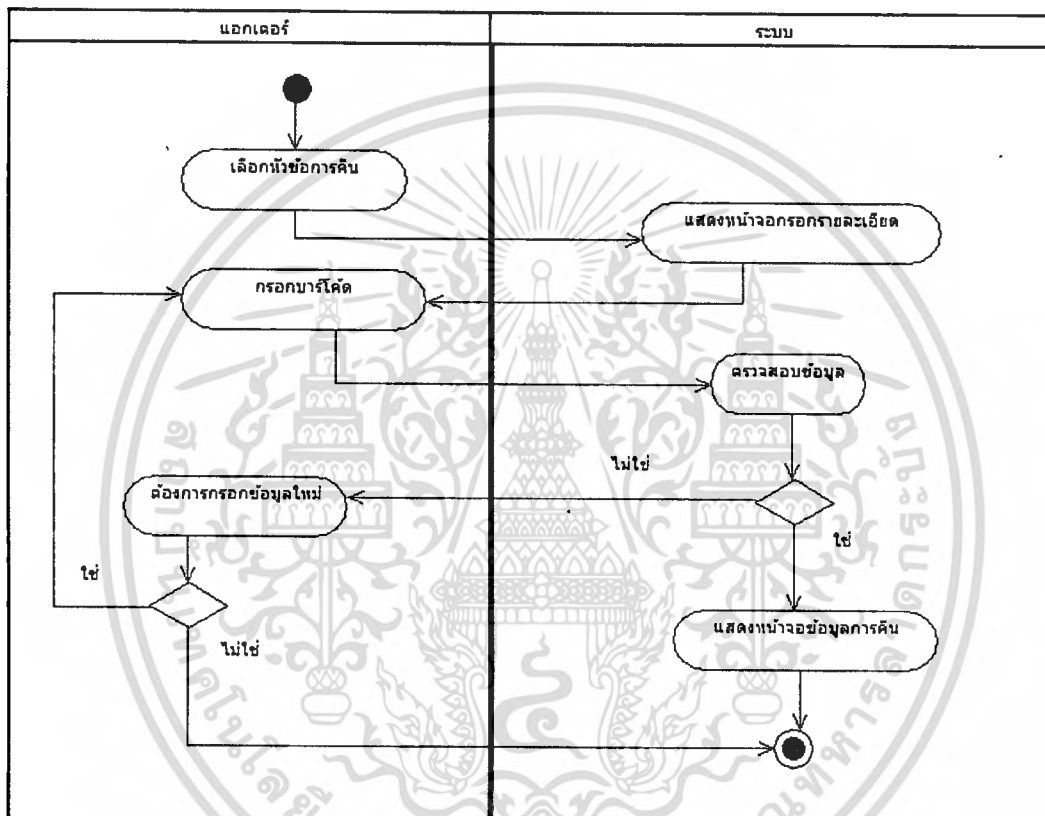 แอกเตอร์
ระบบ
เลือกหัวข้อการคืน
แสดงหน้าจอกรอกรายละเอียด
กรอกบาร์โค้ด
ตรวจสอบข้อมูล
ไม่ใช่
ต้องการกรอกข้อมูลใหม่
ใช่
ใช่
ไม่ใช่
แสดงหน้าจอข้อมูลการคืน